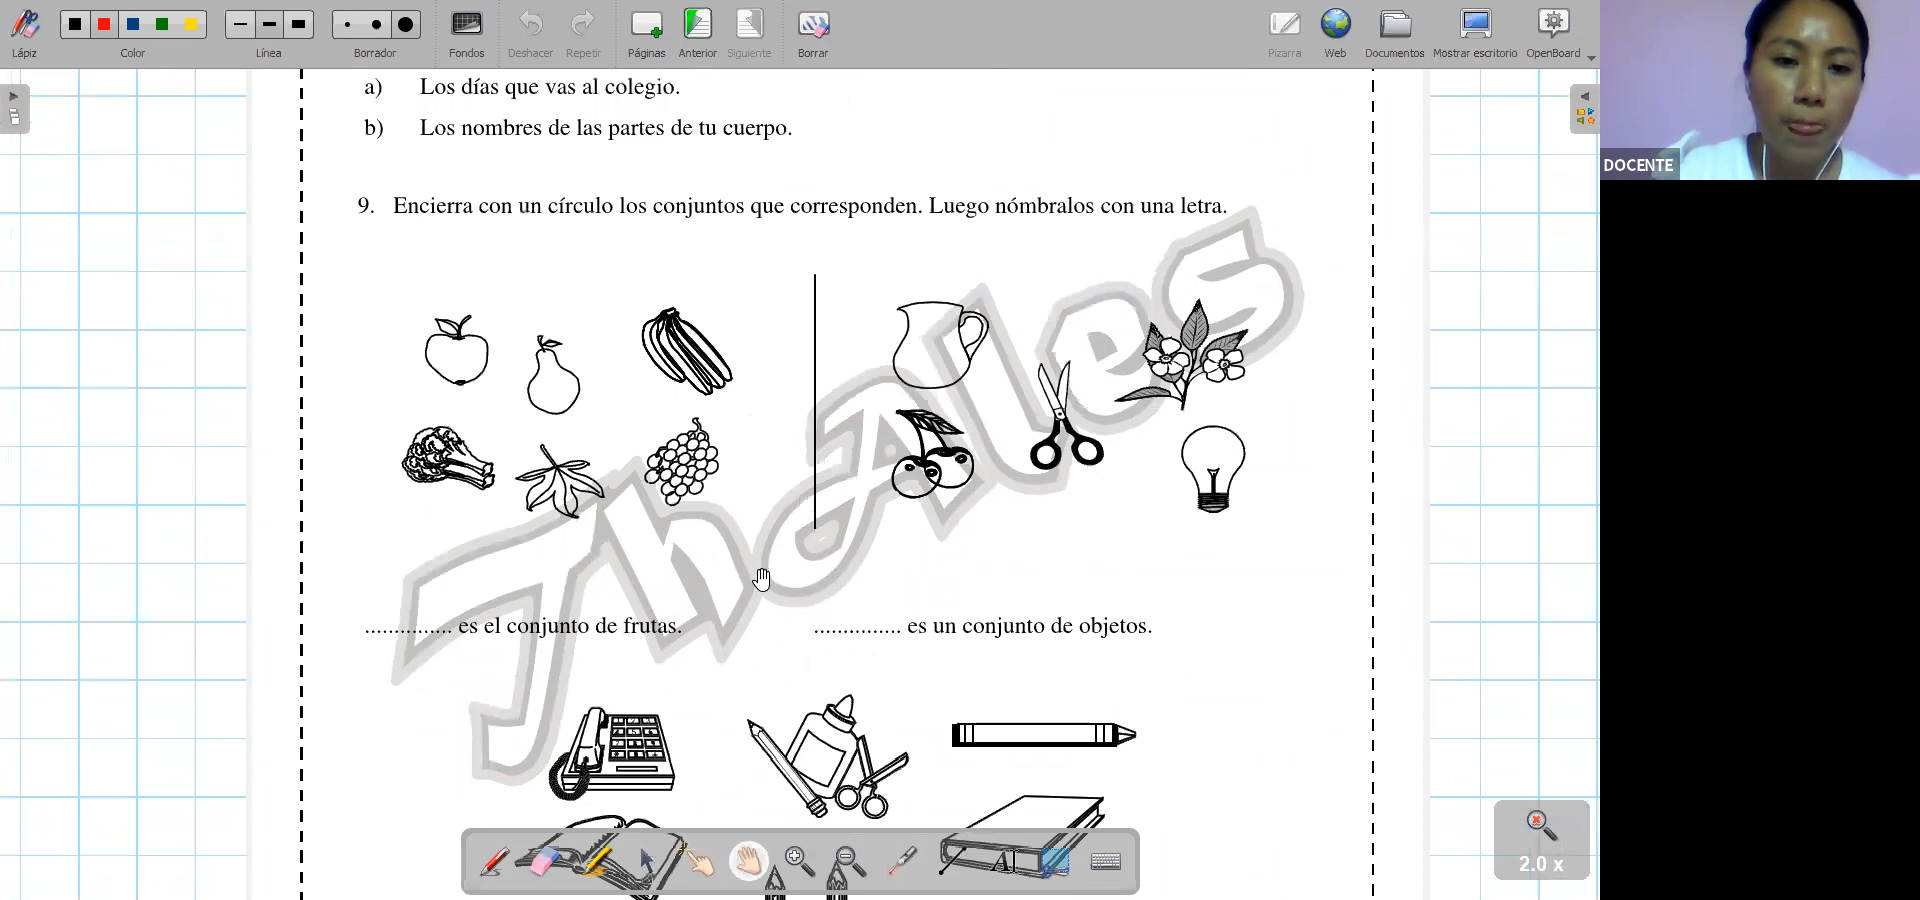 Lápiz
Color
Línea
Borrador
Fondos
Deshacer
Repetir
Páginas
Anterior
Siguiente
Borrar
Pizarra
Web
Documentos
Mostrar escritorio
OpenBoard
DOCENTE
a) Los días que vas al colegio.
b) Los nombres de las partes de tu cuerpo.
9. Encierra con un círculo los conjuntos que corresponden. Luego nómbralos con una letra.
Thales
............... es el conjunto de frutas.
............... es un conjunto de objetos.
2.0 x